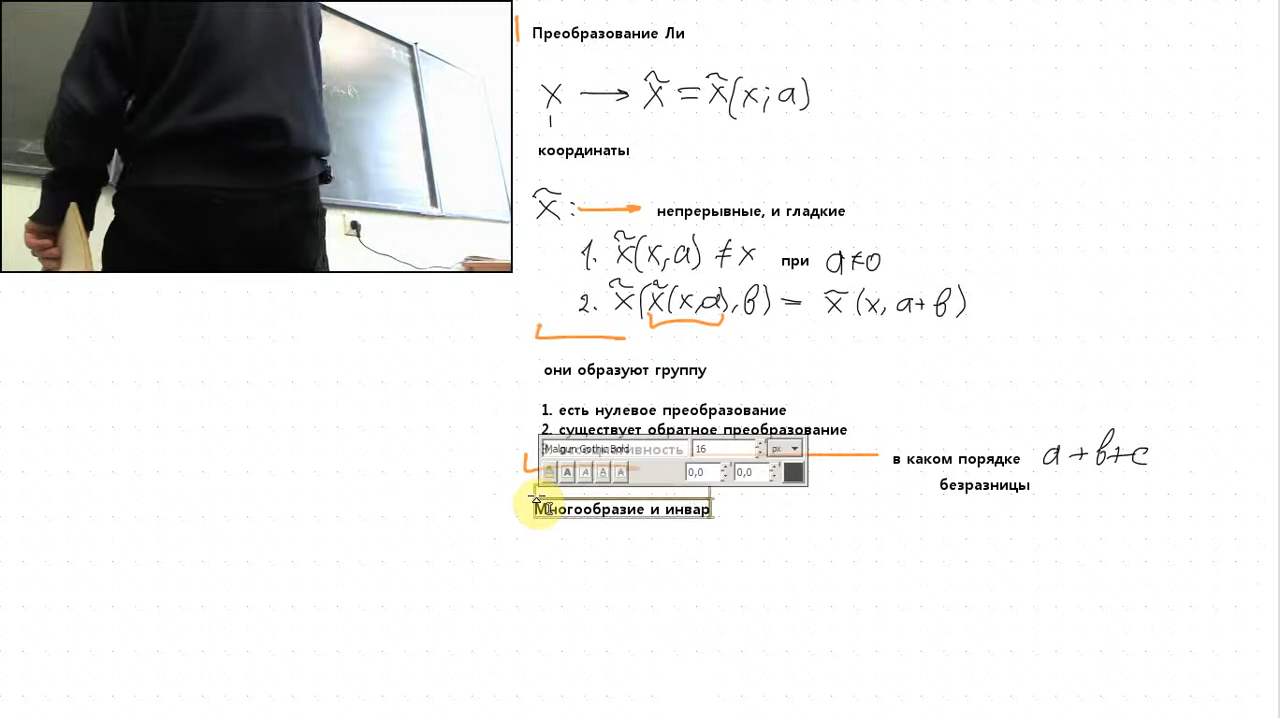 Преобразование Ли
x → x̃ = x̃(x; a)
координаты
x̃: → непрерывные, и гладкие
1. x̃(x, a) ≠ x при a ≠ 0
2. x̃(x̃(x, a), b) = x̃(x, a+b)
они образуют группу
1. есть нулевое преобразование
2. существует обратное преобразование
Malgun Gothic Bold 16 px
в каком порядке a+b+c
безразницы
0,0 0,0
Многообразие и инвар